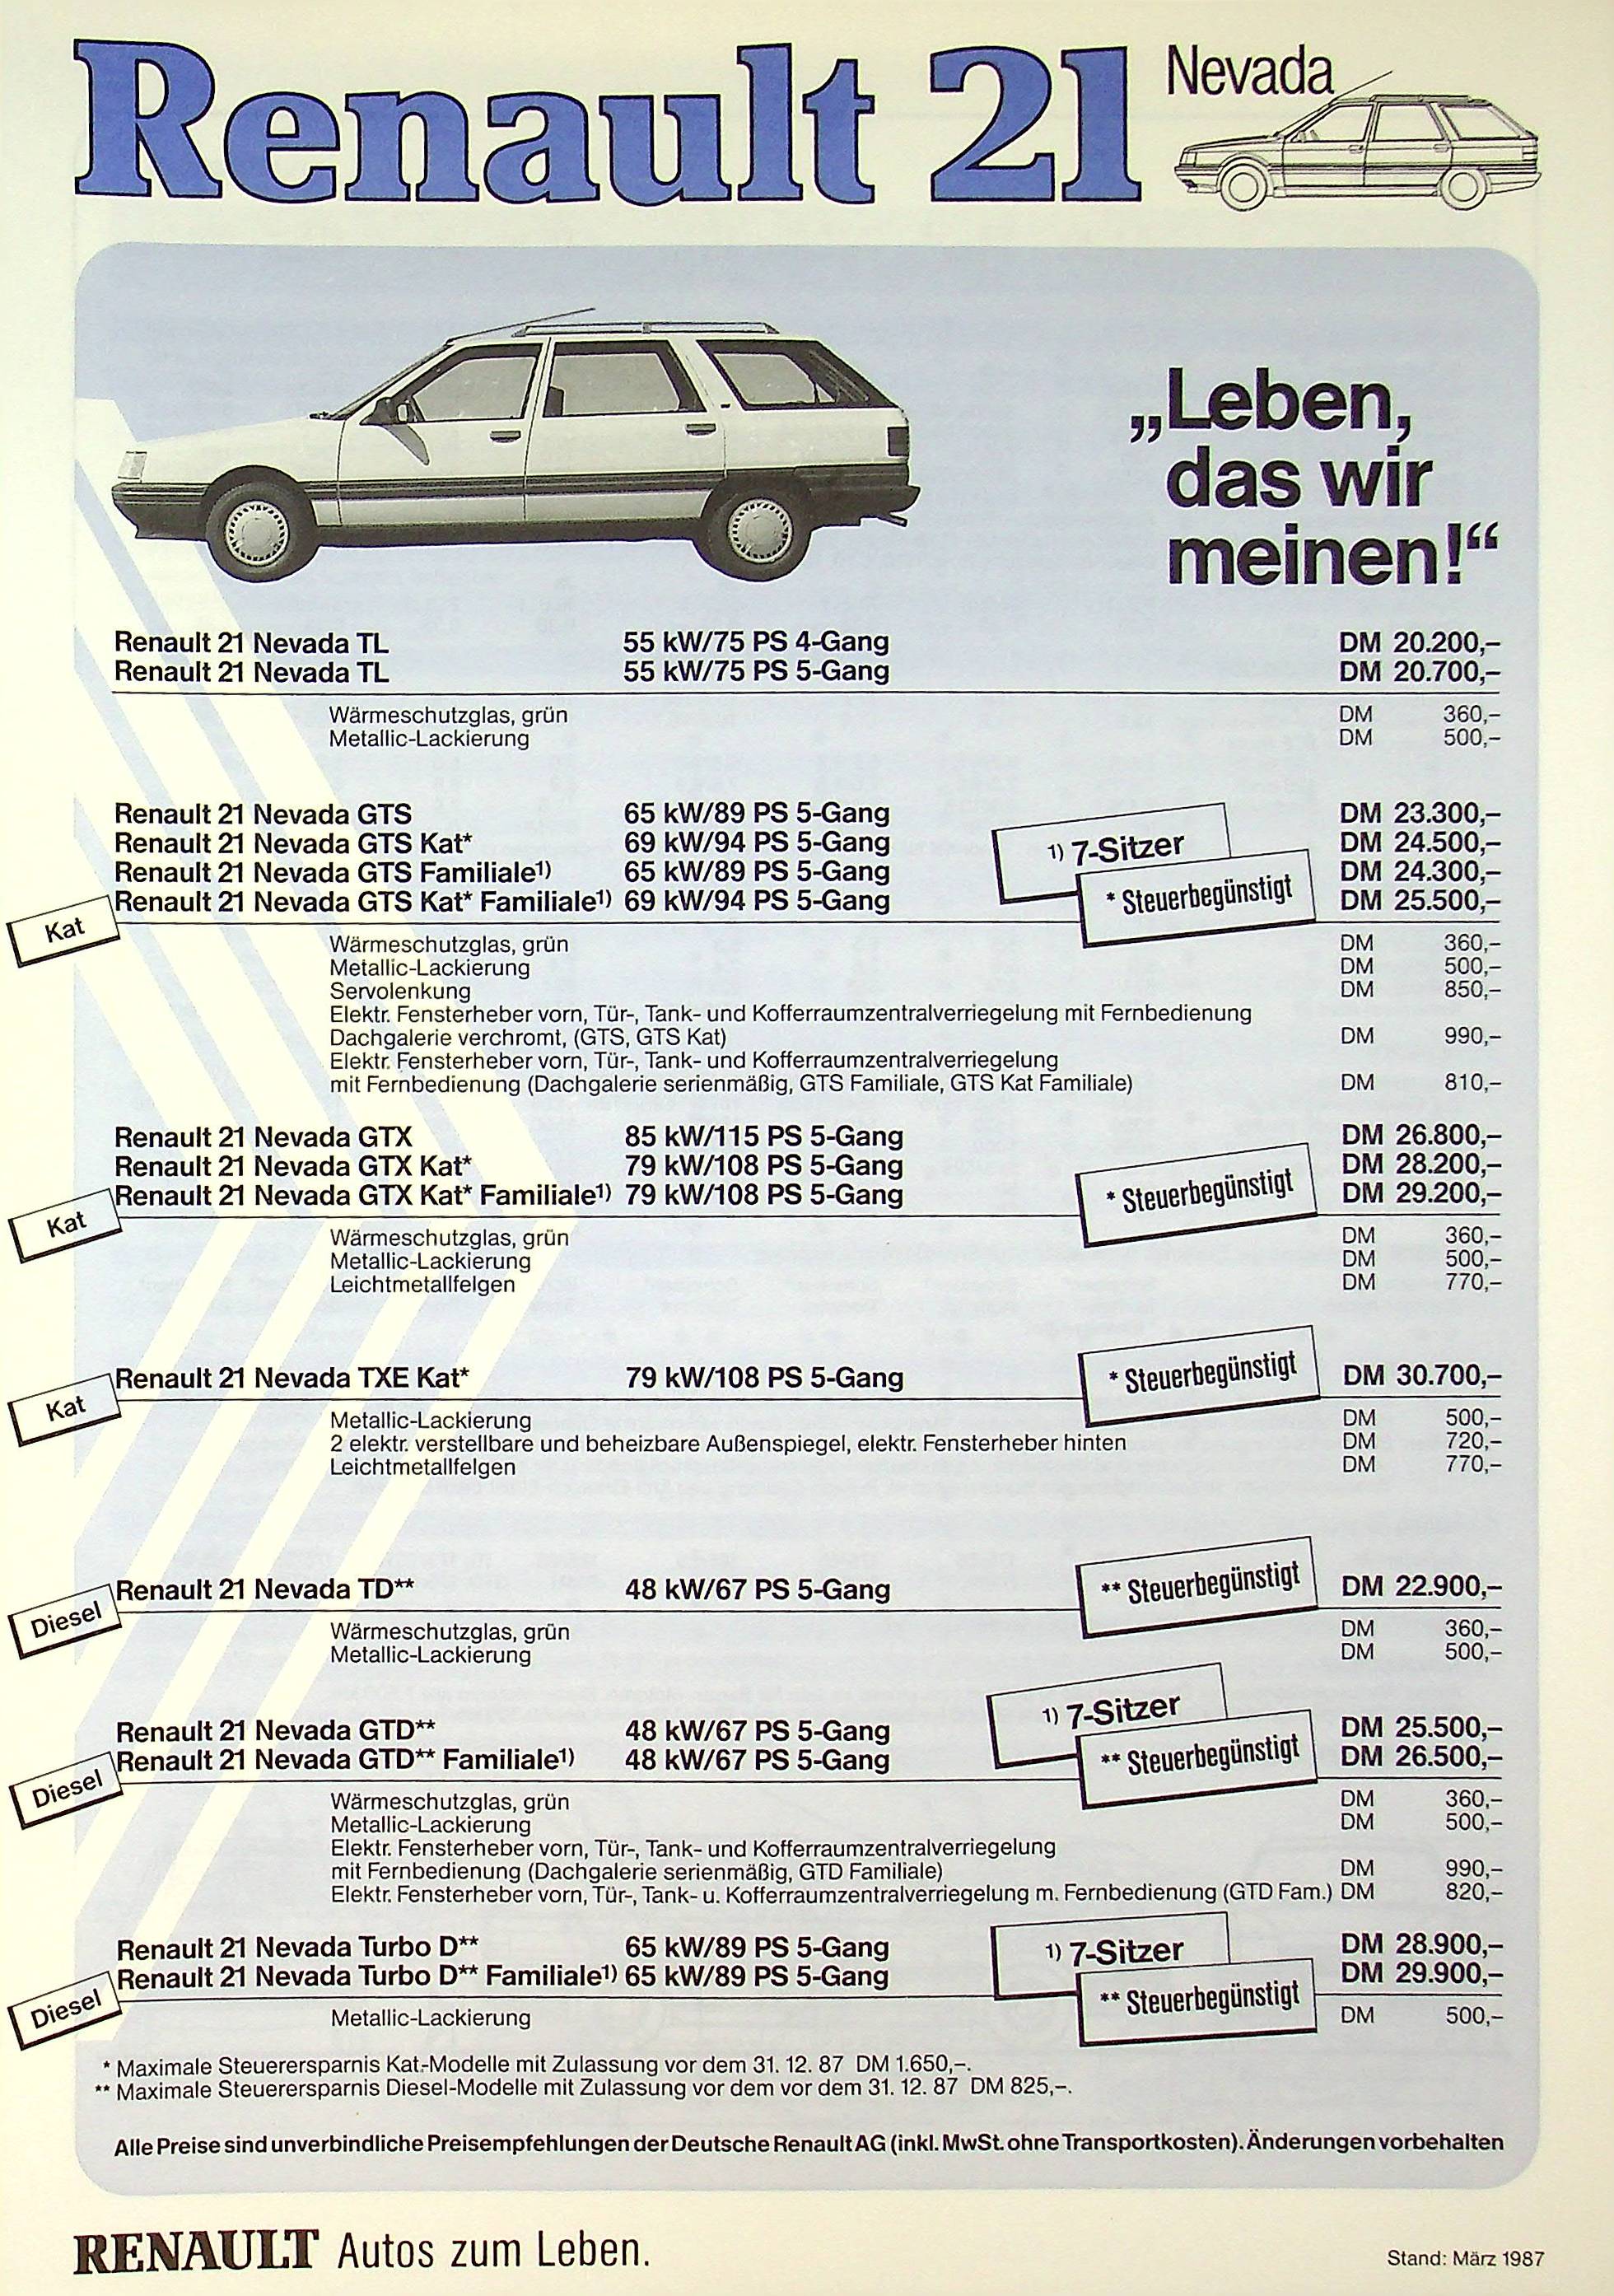 Renault 21 Nevada
„Leben,
das wir
meinen!“
Renault 21 Nevada TL 55 kW/75 PS 4-Gang DM 20.200,–
Renault 21 Nevada TL 55 kW/75 PS 5-Gang DM 20.700,–
Wärmeschutzglas, grün DM 360,–
Metallic-Lackierung DM 500,–
Renault 21 Nevada GTS 65 kW/89 PS 5-Gang DM 23.300,–
Renault 21 Nevada GTS Kat* 69 kW/94 PS 5-Gang ¹) 7-Sitzer DM 24.500,–
Renault 21 Nevada GTS Familiale¹) 65 kW/89 PS 5-Gang DM 24.300,–
Renault 21 Nevada GTS Kat* Familiale¹) 69 kW/94 PS 5-Gang * Steuerbegünstigt DM 25.500,–
Kat
Wärmeschutzglas, grün DM 360,–
Metallic-Lackierung DM 500,–
Servolenkung DM 850,–
Elektr. Fensterheber vorn, Tür-, Tank- und Kofferraumzentralverriegelung mit Fernbedienung
Dachgalerie verchromt, (GTS, GTS Kat) DM 990,–
Elektr. Fensterheber vorn, Tür-, Tank- und Kofferraumzentralverriegelung
mit Fernbedienung (Dachgalerie serienmäßig, GTS Familiale, GTS Kat Familiale) DM 810,–
Renault 21 Nevada GTX 85 kW/115 PS 5-Gang DM 26.800,–
Renault 21 Nevada GTX Kat* 79 kW/108 PS 5-Gang DM 28.200,–
Renault 21 Nevada GTX Kat* Familiale¹) 79 kW/108 PS 5-Gang * Steuerbegünstigt DM 29.200,–
Kat
Wärmeschutzglas, grün DM 360,–
Metallic-Lackierung DM 500,–
Leichtmetallfelgen DM 770,–
Renault 21 Nevada TXE Kat* 79 kW/108 PS 5-Gang * Steuerbegünstigt DM 30.700,–
Kat
Metallic-Lackierung DM 500,–
2 elektr. verstellbare und beheizbare Außenspiegel, elektr. Fensterheber hinten DM 720,–
Leichtmetallfelgen DM 770,–
Renault 21 Nevada TD** 48 kW/67 PS 5-Gang ** Steuerbegünstigt DM 22.900,–
Diesel
Wärmeschutzglas, grün DM 360,–
Metallic-Lackierung DM 500,–
¹) 7-Sitzer
Renault 21 Nevada GTD** 48 kW/67 PS 5-Gang DM 25.500,–
Renault 21 Nevada GTD** Familiale¹) 48 kW/67 PS 5-Gang ** Steuerbegünstigt DM 26.500,–
Diesel
Wärmeschutzglas, grün DM 360,–
Metallic-Lackierung DM 500,–
Elektr. Fensterheber vorn, Tür-, Tank- und Kofferraumzentralverriegelung
mit Fernbedienung (Dachgalerie serienmäßig, GTD Familiale) DM 990,–
Elektr. Fensterheber vorn, Tür-, Tank- u. Kofferraumzentralverriegelung m. Fernbedienung (GTD Fam.) DM 820,–
Renault 21 Nevada Turbo D** 65 kW/89 PS 5-Gang ¹) 7-Sitzer DM 28.900,–
Renault 21 Nevada Turbo D** Familiale¹) 65 kW/89 PS 5-Gang ** Steuerbegünstigt DM 29.900,–
Diesel
Metallic-Lackierung DM 500,–
* Maximale Steuerersparnis Kat-Modelle mit Zulassung vor dem 31. 12. 87 DM 1.650,–.
** Maximale Steuerersparnis Diesel-Modelle mit Zulassung vor dem vor dem 31. 12. 87 DM 825,–.
Alle Preise sind unverbindliche Preisempfehlungen der Deutsche Renault AG (inkl. MwSt. ohne Transportkosten). Änderungen vorbehalten
RENAULT Autos zum Leben.
Stand: März 1987